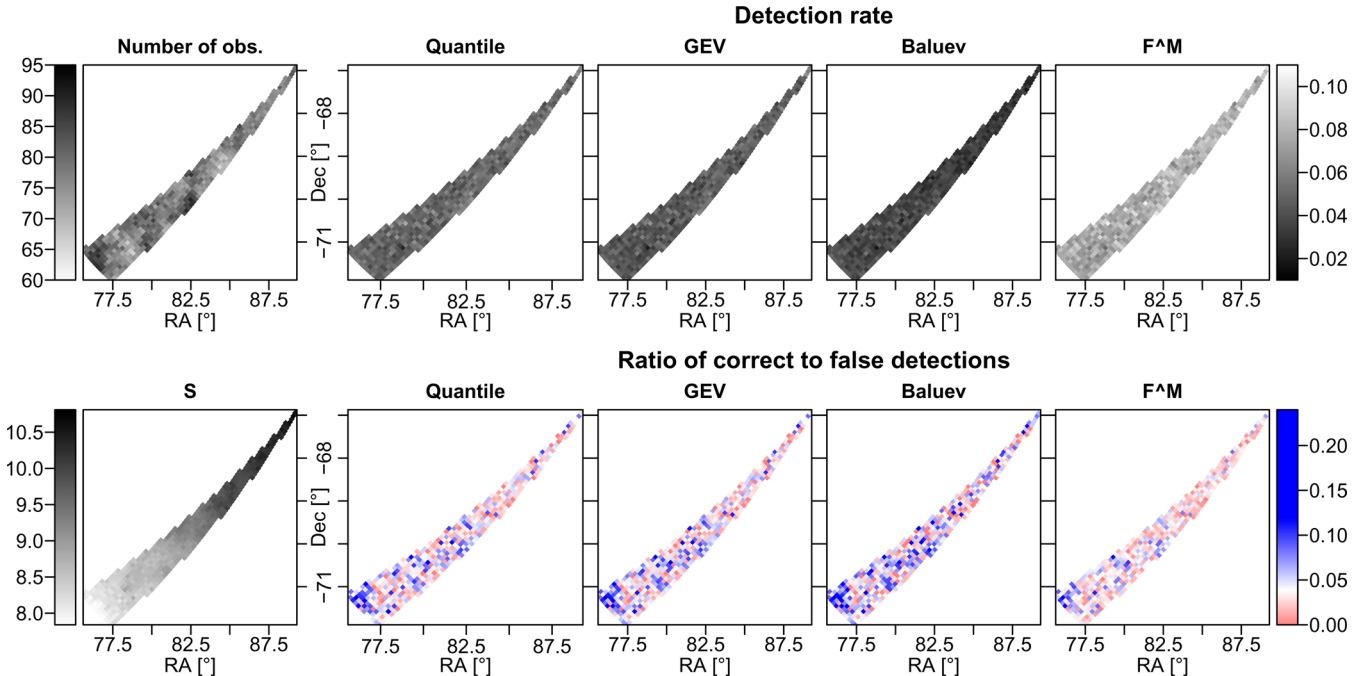 Detection rate
Number of obs. Quantile GEV Baluev F^M
95
90
85
80
75
70
65
60
Dec [°]
−68
−71
0.10
0.08
0.06
0.04
0.02
77.5 82.5 87.5 77.5 82.5 87.5 77.5 82.5 87.5 77.5 82.5 87.5 77.5 82.5 87.5
RA [°] RA [°] RA [°] RA [°] RA [°]
Ratio of correct to false detections
S Quantile GEV Baluev F^M
10.5
10.0
9.5
9.0
8.5
8.0
Dec [°]
−68
−71
0.20
0.15
0.10
0.05
0.00
77.5 82.5 87.5 77.5 82.5 87.5 77.5 82.5 87.5 77.5 82.5 87.5 77.5 82.5 87.5
RA [°] RA [°] RA [°] RA [°] RA [°]